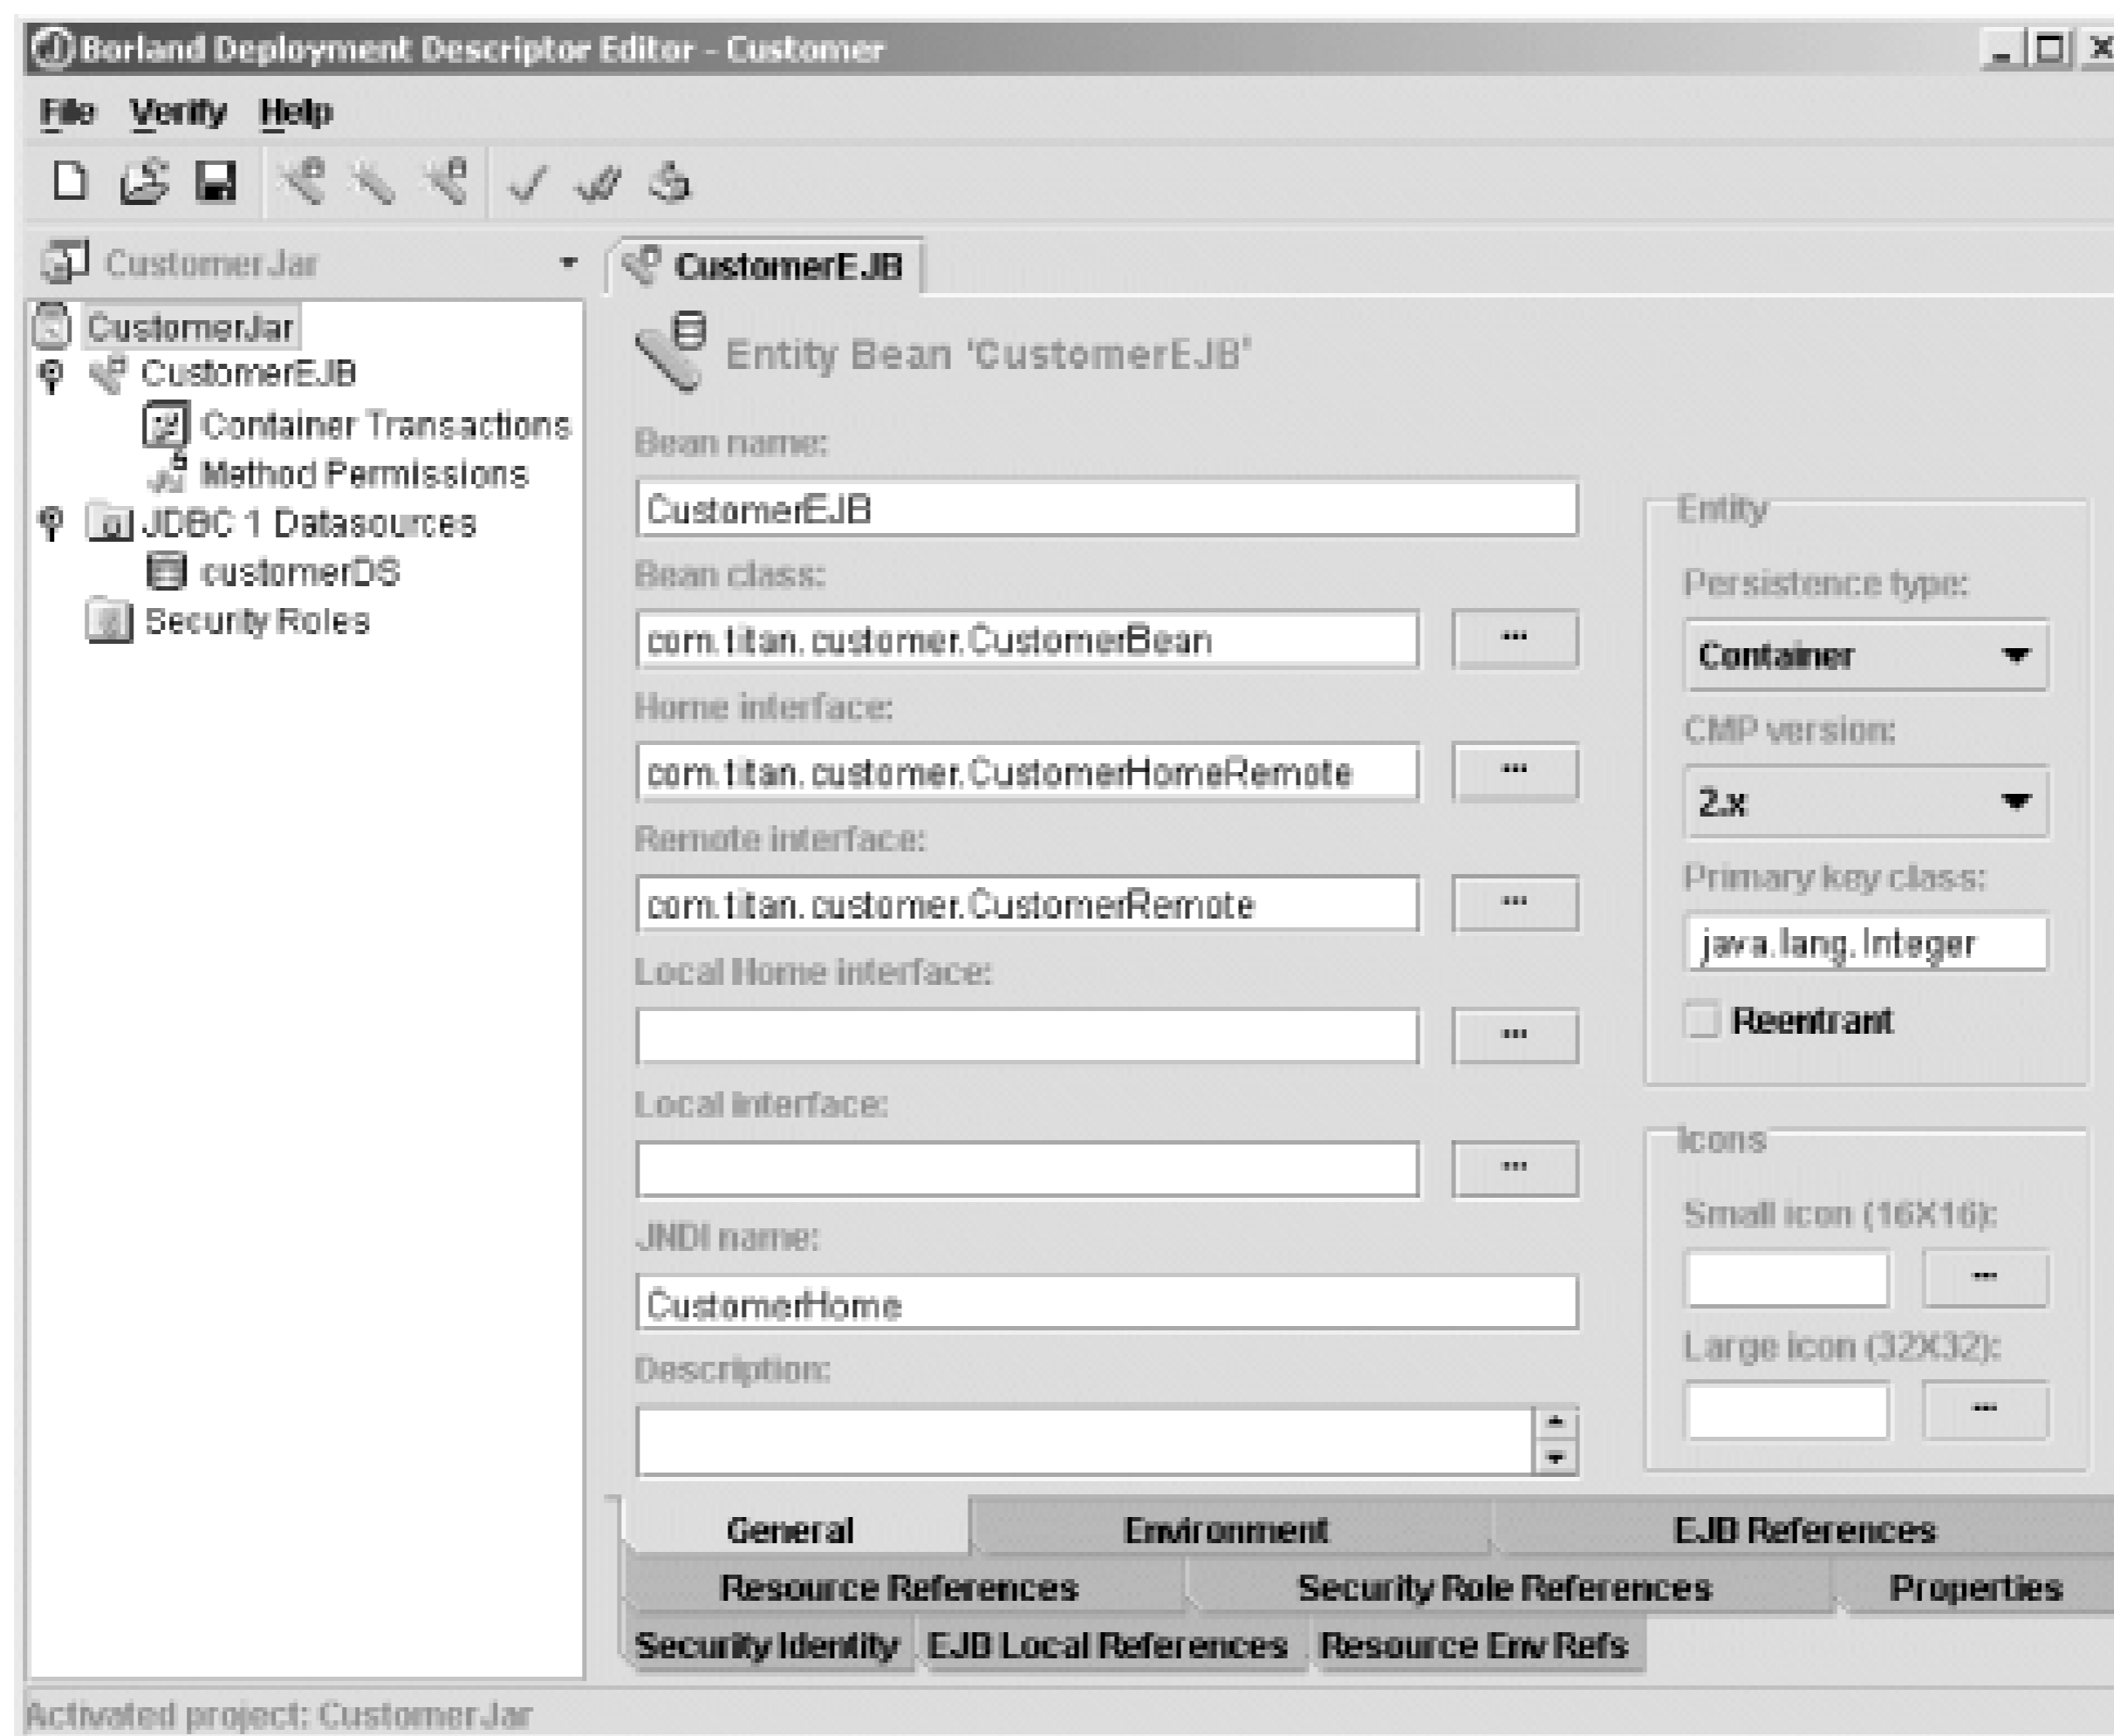 Borland Deployment Descriptor Editor - Customer
File Verify Help
CustomerJar
CustomerJar
CustomerEJB
Container Transactions
Method Permissions
JDBC 1 Datasources
customerDS
Security Roles
CustomerEJB
Entity Bean 'CustomerEJB'
Bean name:
CustomerEJB
Bean class:
com.titan.customer.CustomerBean
...
Home interface:
com.titan.customer.CustomerHomeRemote
...
Remote interface:
com.titan.customer.CustomerRemote
...
Local Home interface:
...
Local interface:
...
JNDI name:
CustomerHome
Description:
Entity
Persistence type:
Container
CMP version:
2.x
Primary key class:
java.lang.Integer
Reentrant
Icons
Small icon (16X16):
...
Large icon (32X32):
...
General Environment EJB References
Resource References Security Role References Properties
Security Identity EJB Local References Resource Env Refs
Activated project: CustomerJar